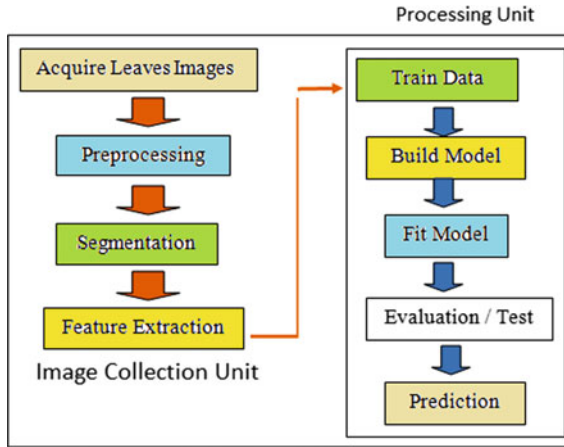 Processing Unit
Acquire Leaves Images
Preprocessing
Segmentation
Feature Extraction
Image Collection Unit
Train Data
Build Model
Fit Model
Evaluation / Test
Prediction